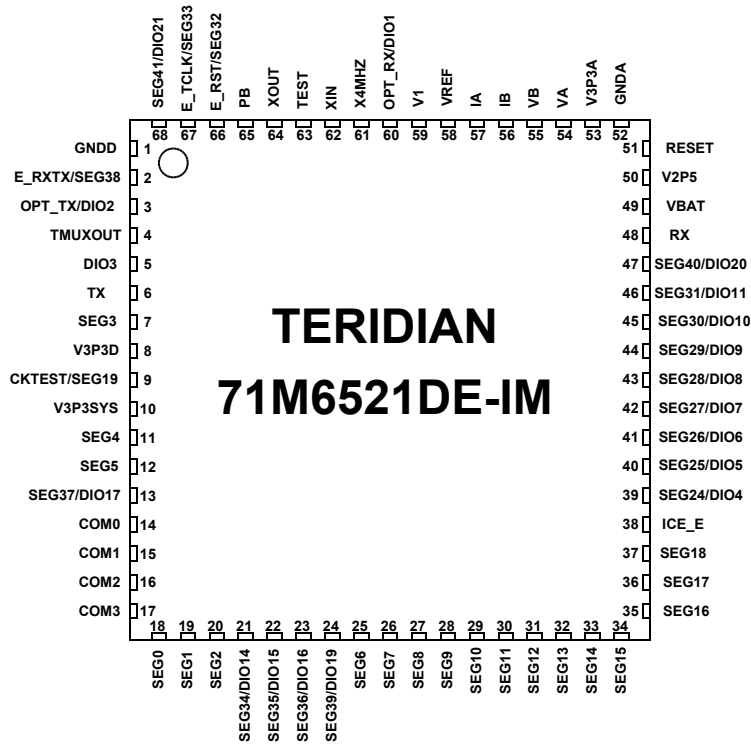 SEG41/DIO21
E_TCLK/SEG33
E_RST/SEG32
PB
XOUT
TEST
XIN
X4MHZ
OPT_RX/DIO1
V1
VREF
IA
IB
VB
VA
V3P3A
GNDA
68 67 66 65 64 63 62 61 60 59 58 57 56 55 54 53 52
GNDD 1
E_RXTX/SEG38 2
OPT_TX/DIO2 3
TMUXOUT 4
DIO3 5
TX 6
SEG3 7
V3P3D 8
CKTEST/SEG19 9
V3P3SYS 10
SEG4 11
SEG5 12
SEG37/DIO17 13
COM0 14
COM1 15
COM2 16
COM3 17
TERIDIAN
71M6521DE-IM
51 RESET
50 V2P5
49 VBAT
48 RX
47 SEG40/DIO20
46 SEG31/DIO11
45 SEG30/DIO10
44 SEG29/DIO9
43 SEG28/DIO8
42 SEG27/DIO7
41 SEG26/DIO6
40 SEG25/DIO5
39 SEG24/DIO4
38 ICE_E
37 SEG18
36 SEG17
35 SEG16
18 19 20 21 22 23 24 25 26 27 28 29 30 31 32 33 34
SEG0
SEG1
SEG2
SEG34/DIO14
SEG35/DIO15
SEG36/DIO16
SEG39/DIO19
SEG6
SEG7
SEG8
SEG9
SEG10
SEG11
SEG12
SEG13
SEG14
SEG15